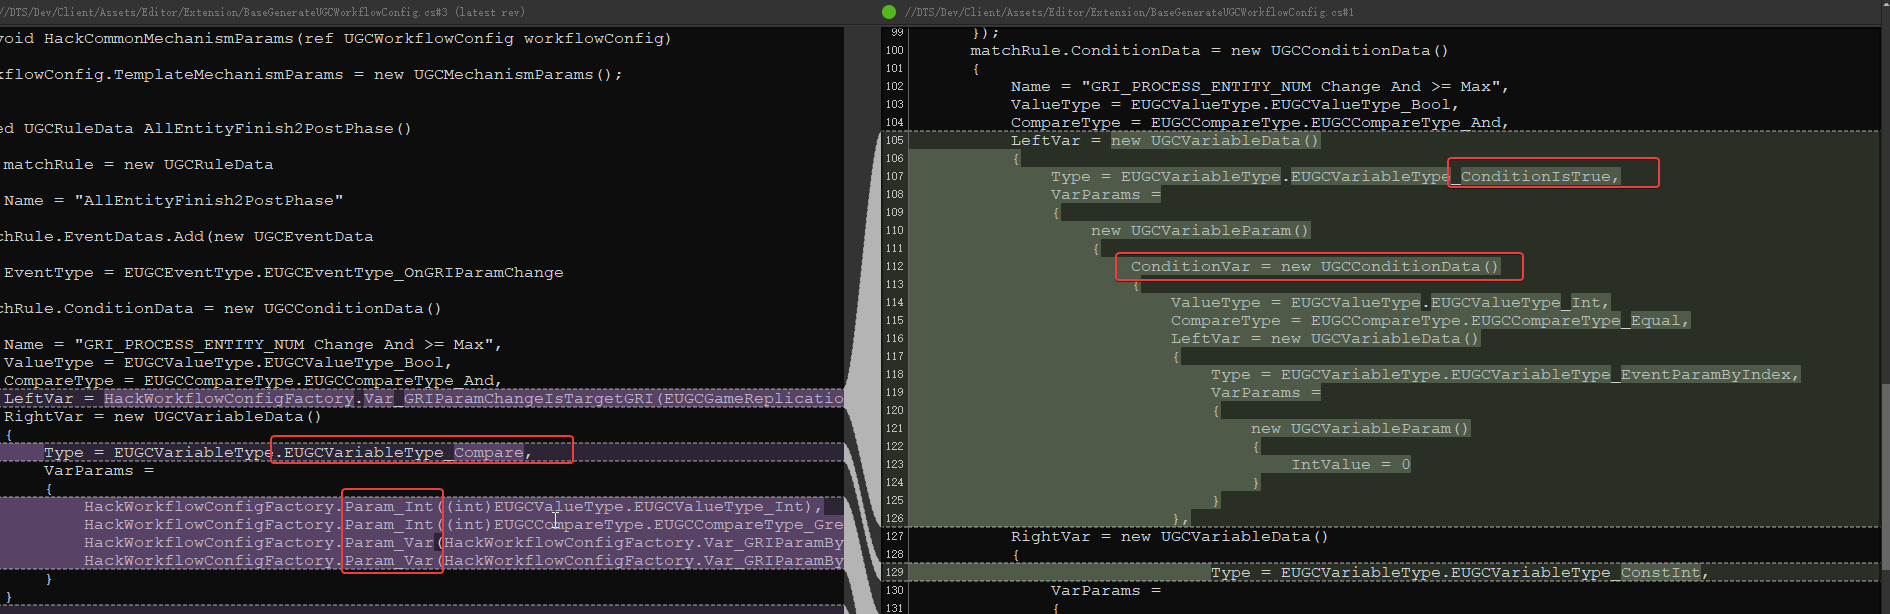 //DTS/Dev/Client/Assets/Editor/Extension/BaseGenerateUGCWorkflowConfig.cs#3 (latest rev)
void HackCommonMechanismParams(ref UGCWorkflowConfig workflowConfig)
kflowConfig.TemplateMechanismParams = new UGCMechanismParams();
ed UGCRuleData AllEntityFinish2PostPhase()
matchRule = new UGCRuleData
Name = "AllEntityFinish2PostPhase"
chRule.EventDatas.Add(new UGCEventData
EventType = EUGCEventType.EUGCEventType_OnGRIParamChange
chRule.ConditionData = new UGCConditionData()
Name = "GRI_PROCESS_ENTITY_NUM Change And >= Max",
ValueType = EUGCValueType.EUGCValueType_Bool,
CompareType = EUGCCompareType.EUGCCompareType_And,
LeftVar = HackWorkflowConfigFactory.Var_GRIParamChangeIsTargetGRI(EUGCGameReplicatio
RightVar = new UGCVariableData()
{
Type = EUGCVariableType.EUGCVariableType_Compare,
VarParams =
{
HackWorkflowConfigFactory.Param_Int((int)EUGCValueType.EUGCValueType_Int),
HackWorkflowConfigFactory.Param_Int((int)EUGCCompareType.EUGCCompareType_Gre
HackWorkflowConfigFactory.Param_Var(HackWorkflowConfigFactory.Var_GRIParamBy
HackWorkflowConfigFactory.Param_Var(HackWorkflowConfigFactory.Var_GRIParamBy
}
}
//DTS/Dev/Client/Assets/Editor/Extension/BaseGenerateUGCWorkflowConfig.cs#1
99 });
100 matchRule.ConditionData = new UGCConditionData()
101 {
102 Name = "GRI_PROCESS_ENTITY_NUM Change And >= Max",
103 ValueType = EUGCValueType.EUGCValueType_Bool,
104 CompareType = EUGCCompareType.EUGCCompareType_And,
105 LeftVar = new UGCVariableData()
106 {
107 Type = EUGCVariableType.EUGCVariableType_ConditionIsTrue,
108 VarParams =
109 {
110 new UGCVariableParam()
111 {
112 ConditionVar = new UGCConditionData()
113 {
114 ValueType = EUGCValueType.EUGCValueType_Int,
115 CompareType = EUGCCompareType.EUGCCompareType_Equal,
116 LeftVar = new UGCVariableData()
117 {
118 Type = EUGCVariableType.EUGCVariableType_EventParamByIndex,
119 VarParams =
120 {
121 new UGCVariableParam()
122 {
123 IntValue = 0
124 }
125 }
126 },
127 RightVar = new UGCVariableData()
128 {
129 Type = EUGCVariableType.EUGCVariableType_ConstInt,
130 VarParams =
131 {